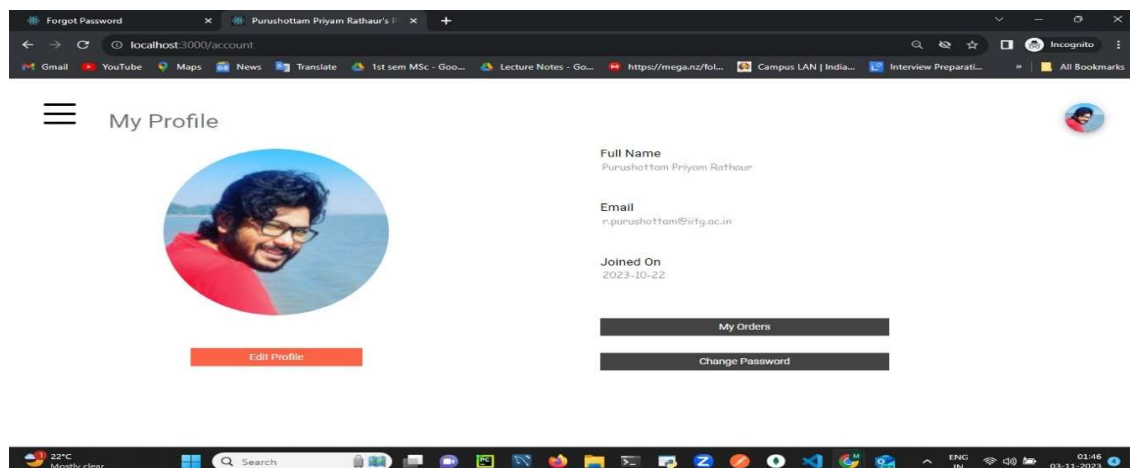 Forgot Password
Purushottam Priyam Rathaur's P
localhost:3000/account
Incognito
Gmail YouTube Maps News Translate 1st sem MSc - Goo... Lecture Notes - Go... https://mega.nz/fol... Campus LAN | India... Interview Preparati... » All Bookmarks
My Profile
Full Name
Purushottam Priyam Rathaur
Email
r.purushottam@iitg.ac.in
Joined On
2023-10-22
My Orders
Edit Profile
Change Password
22°C
Mostly clear
Search
ENG
IN
01:46
03-11-2023